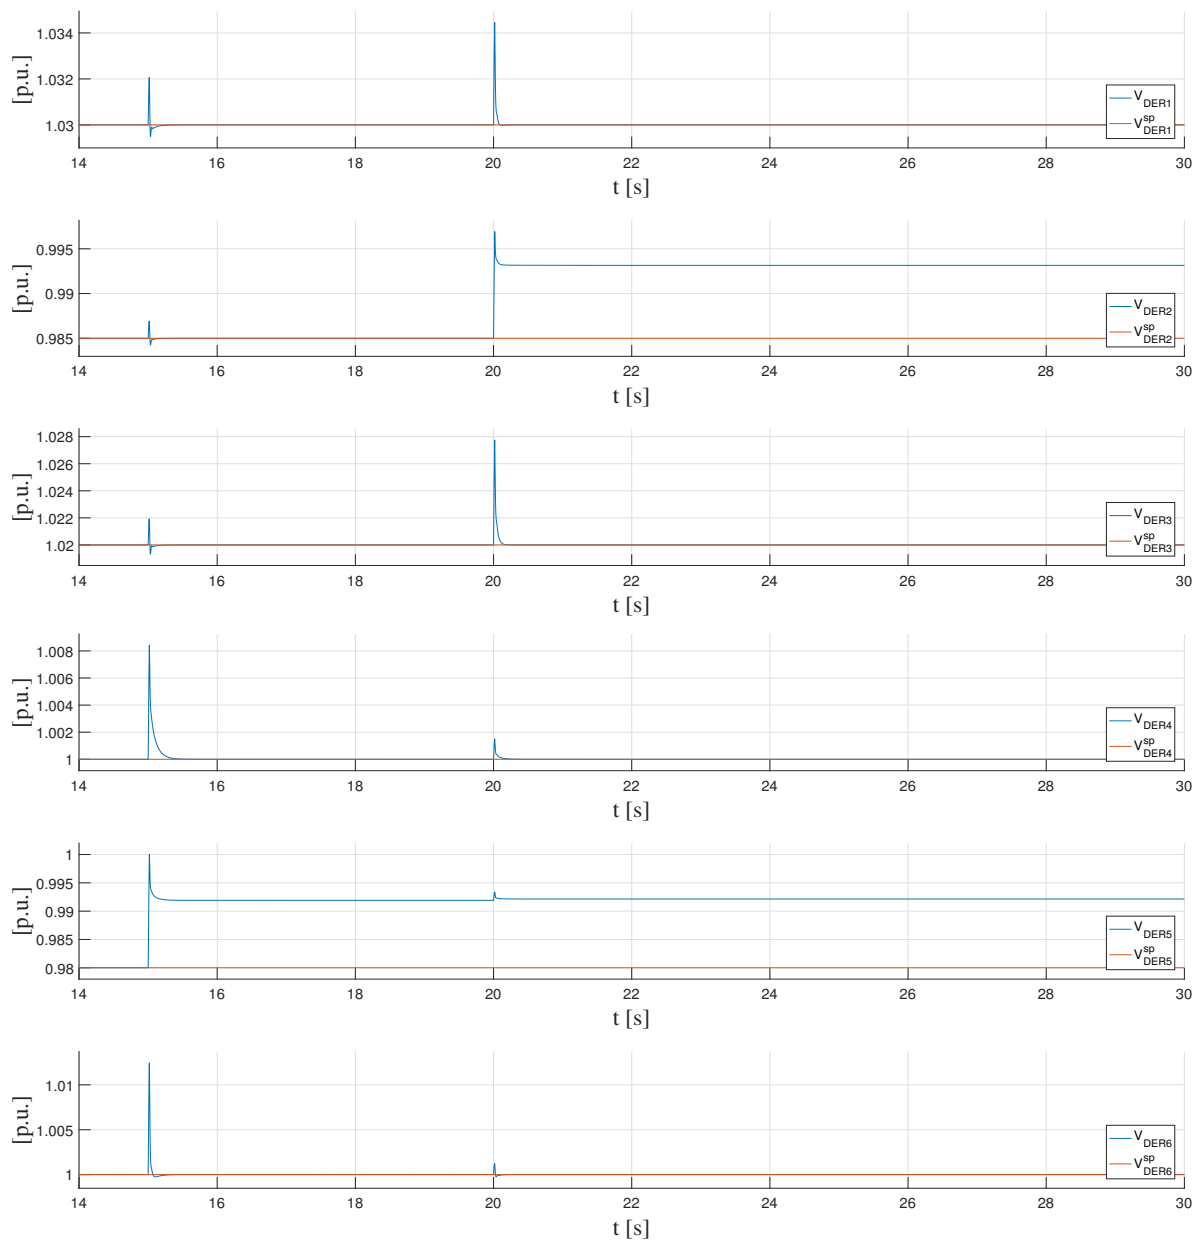 1.034
1.032
1.03
[p.u.]
V_DER1
V^sp_DER1
14 16 18 20 22 24 26 28 30
t [s]
0.995
0.99
0.985
[p.u.]
V_DER2
V^sp_DER2
14 16 18 20 22 24 26 28 30
t [s]
1.028
1.026
1.024
1.022
1.02
[p.u.]
V_DER3
V^sp_DER3
14 16 18 20 22 24 26 28 30
t [s]
1.008
1.006
1.004
1.002
1
[p.u.]
V_DER4
V^sp_DER4
14 16 18 20 22 24 26 28 30
t [s]
1
0.995
0.99
0.985
0.98
[p.u.]
V_DER5
V^sp_DER5
14 16 18 20 22 24 26 28 30
t [s]
1.01
1.005
1
[p.u.]
V_DER6
V^sp_DER6
14 16 18 20 22 24 26 28 30
t [s]